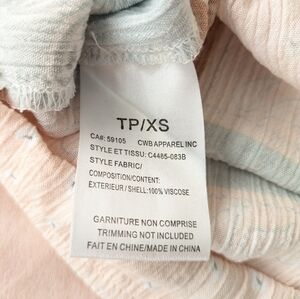 TP/XS
CA#: 59105 CWB APPAREL INC
STYLE ET TISSU: C4485-083B
STYLE FABRIC/
COMPOSITION/CONTENT:
EXTERIEUR/SHELL:100% VISCOSE
GARNITURE NON COMPRISE
TRIMMING NOT INCLUDED
FAIT EN CHINE/MADE IN CHINA